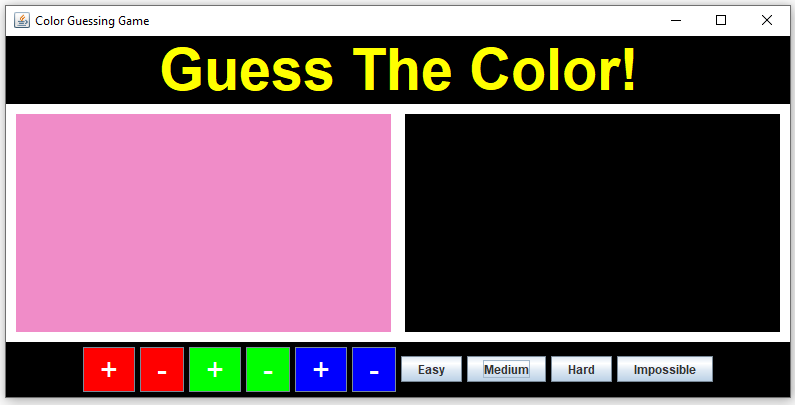 Color Guessing Game
Guess The Color!
+ - + - + - Easy Medium Hard Impossible